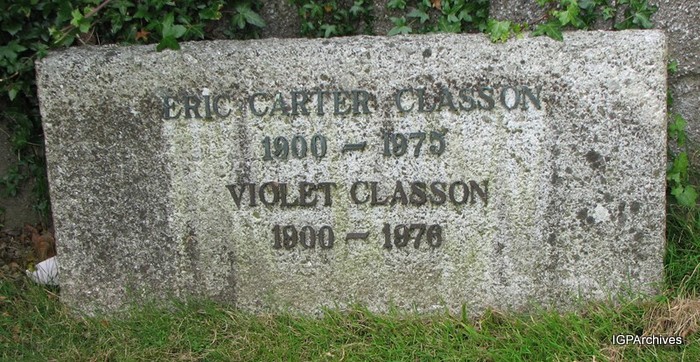 ERIC CARTER CLASSON
1900 – 1975
VIOLET CLASSON
1900 – 1976
IGPArchives